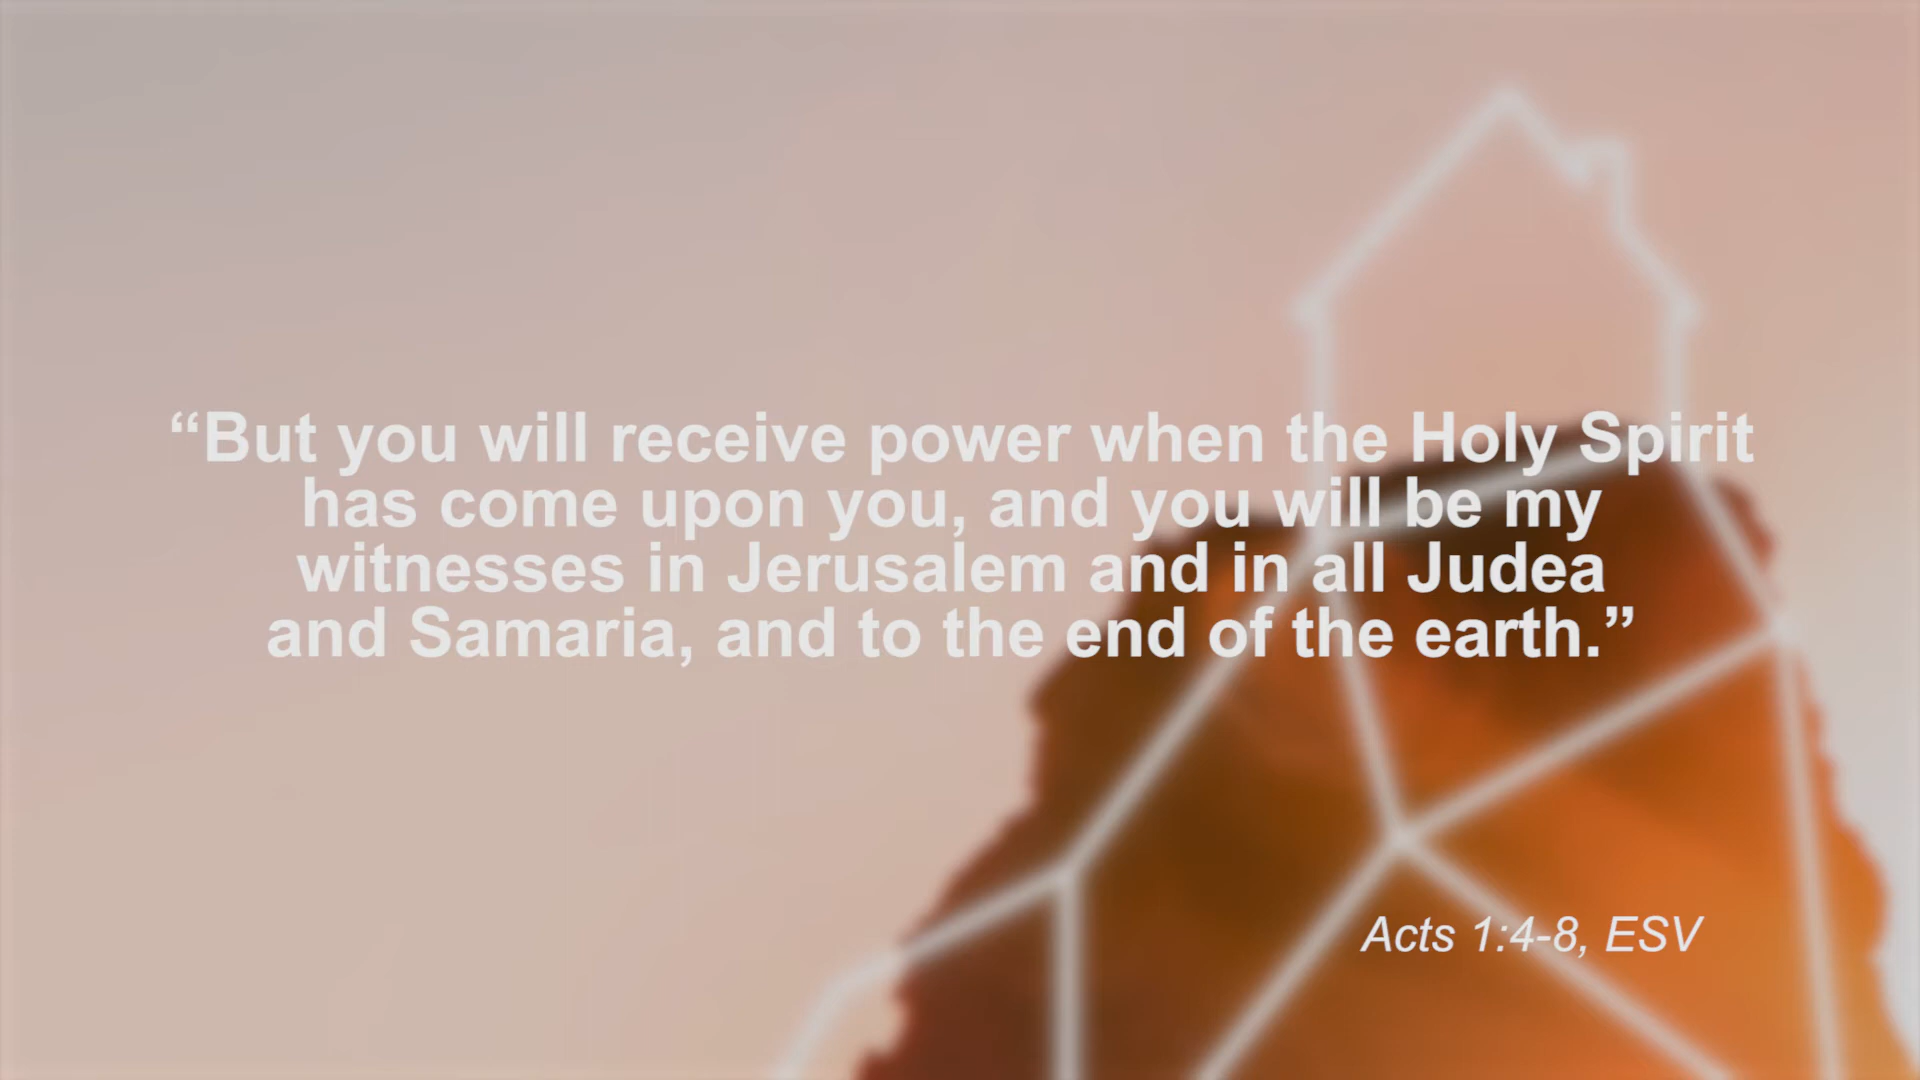 “But you will receive power when the Holy Spirit
has come upon you, and you will be my
witnesses in Jerusalem and in all Judea
and Samaria, and to the end of the earth.”
Acts 1:4-8, ESV